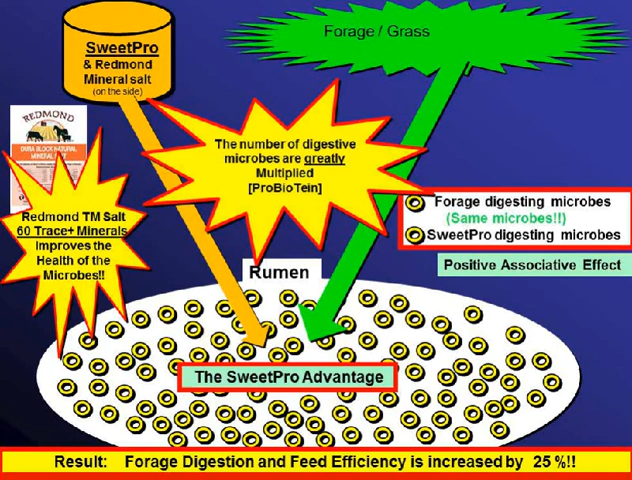 SweetPro
& Redmond
Mineral salt
(on the side)
Forage / Grass
REDMOND
The number of digestive
microbes are greatly
Multiplied
[ProBioTein]
Redmond TM Salt
60 Trace+ Minerals
Improves the
Health of the
Microbes!!
Forage digesting microbes
(Same microbes!!)
SweetPro digesting microbes
Positive Associative Effect
Rumen
The SweetPro Advantage
Result: Forage Digestion and Feed Efficiency is increased by 25 %!!